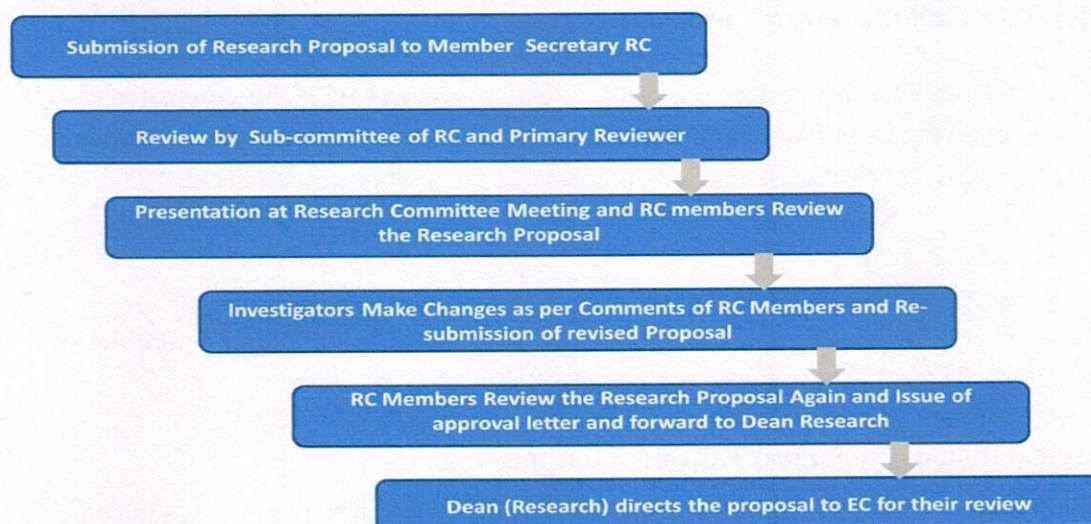 Submission of Research Proposal to Member Secretary RC
Review by Sub-committee of RC and Primary Reviewer
Presentation at Research Committee Meeting and RC members Review
the Research Proposal
Investigators Make Changes as per Comments of RC Members and Re-
submission of revised Proposal
RC Members Review the Research Proposal Again and Issue of
approval letter and forward to Dean Research
Dean (Research) directs the proposal to EC for their review